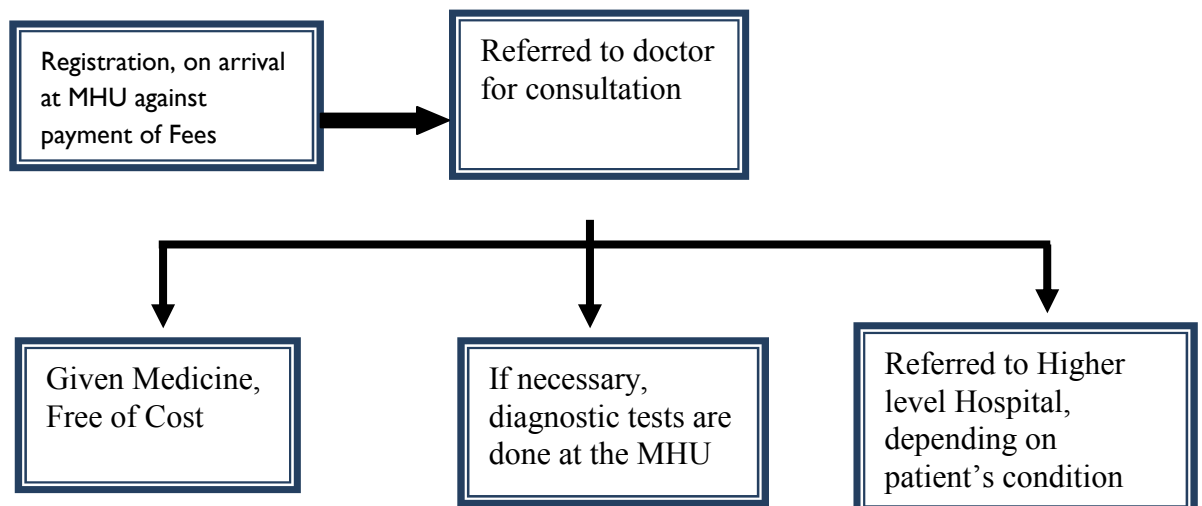 Registration, on arrival
at MHU against
payment of Fees
Referred to doctor
for consultation
Given Medicine,
Free of Cost
If necessary,
diagnostic tests are
done at the MHU
Referred to Higher
level Hospital,
depending on
patient’s condition